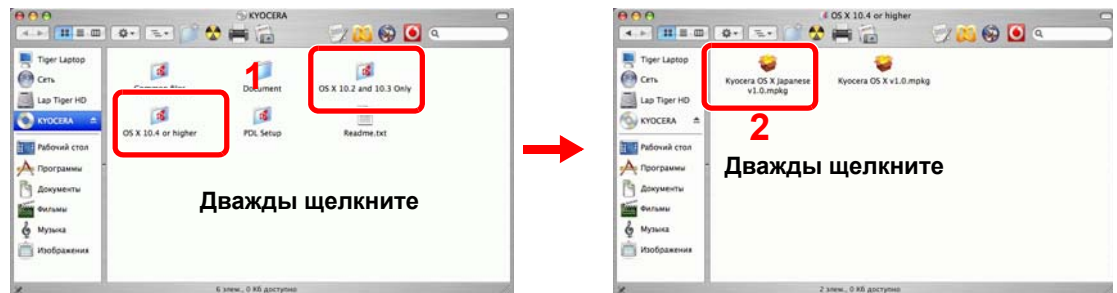 KYOCERA
Tiger Laptop
Сеть
Lap Tiger HD
KYOCERA
Рабочий стол
Программы
Документы
Фильмы
Музыка
Изображения
1
Common files
Document
OS X 10.2 and 10.3 Only
OS X 10.4 or higher
PDL Setup
Readme.txt
Дважды щелкните
6 элем., 0 КБ доступно
OS X 10.4 or higher
Tiger Laptop
Сеть
Lap Tiger HD
KYOCERA
Рабочий стол
Программы
Документы
Фильмы
Музыка
Изображения
Kyocera OS X Japanese
v1.0.mpkg
Kyocera OS X v1.0.mpkg
2
Дважды щелкните
2 элем., 0 КБ доступно